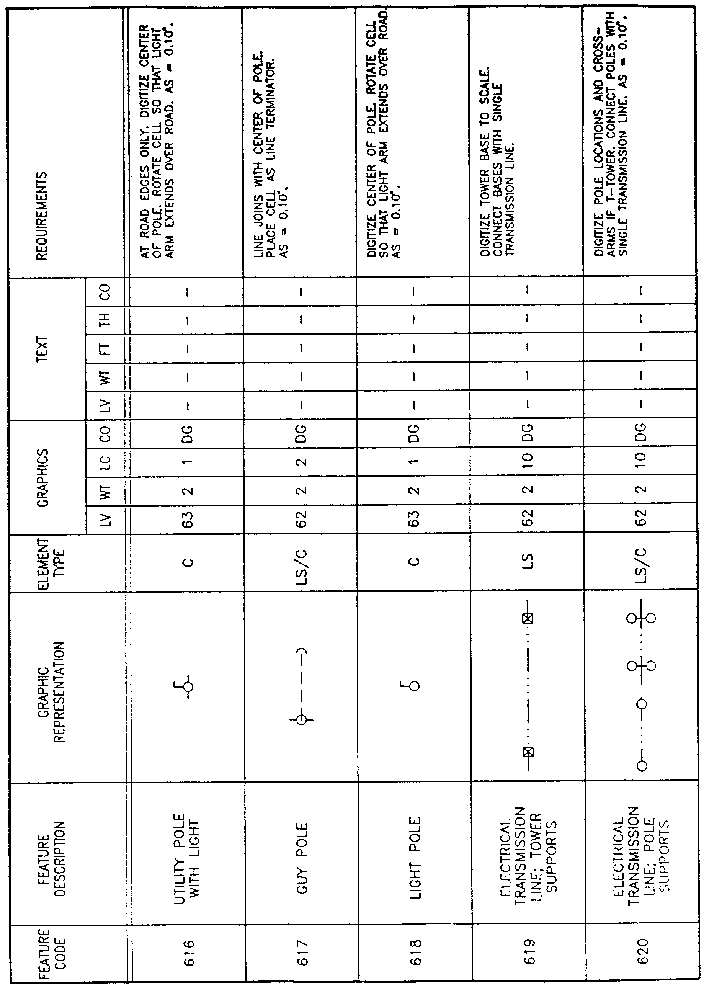 FEATURE CODE
FEATURE DESCRIPTION
GRAPHIC REPRESENTATION
ELEMENT TYPE
GRAPHICS
TEXT
REQUIREMENTS
LV WT LC CO LV WT FT TH CO
616
UTILITY POLE
WITH LIGHT
C
63 2 1 DG – – – – –
AT ROAD EDGES ONLY. DIGITIZE CENTER
OF POLE. ROTATE CELL SO THAT LIGHT
ARM EXTENDS OVER ROAD. AS = 0.10".
617
GUY POLE
LS/C
62 2 2 DG – – – – –
LINE JOINS WITH CENTER OF POLE.
PLACE CELL AS LINE TERMINATOR.
AS = 0.10".
618
LIGHT POLE
C
63 2 1 DG – – – – –
DIGITIZE CENTER OF POLE. ROTATE CELL
SO THAT LIGHT ARM EXTENDS OVER ROAD.
AS = 0.10".
619
ELECTRICAL
TRANSMISSION
LINE; TOWER
SUPPORTS
LS
62 2 10 DG – – – – –
DIGITIZE TOWER BASE TO SCALE.
CONNECT BASES WITH SINGLE
TRANSMISSION LINE.
620
ELECTRICAL
TRANSMISSION
LINE; POLE
SUPPORTS
LS/C
62 2 10 DG – – – – –
DIGITIZE POLE LOCATIONS AND CROSS-
ARMS IF T-TOWER. CONNECT POLES WITH
SINGLE TRANSMISSION LINE. AS = 0.10".